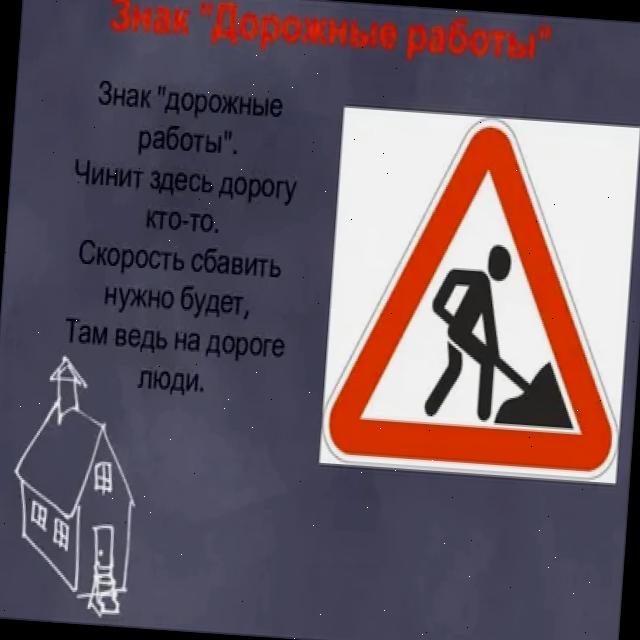 Знак "Дорожные работы"
Знак "дорожные
работы".
Чинит здесь дорогу
кто-то.
Скорость сбавить
нужно будет,
Там ведь на дороге
люди.